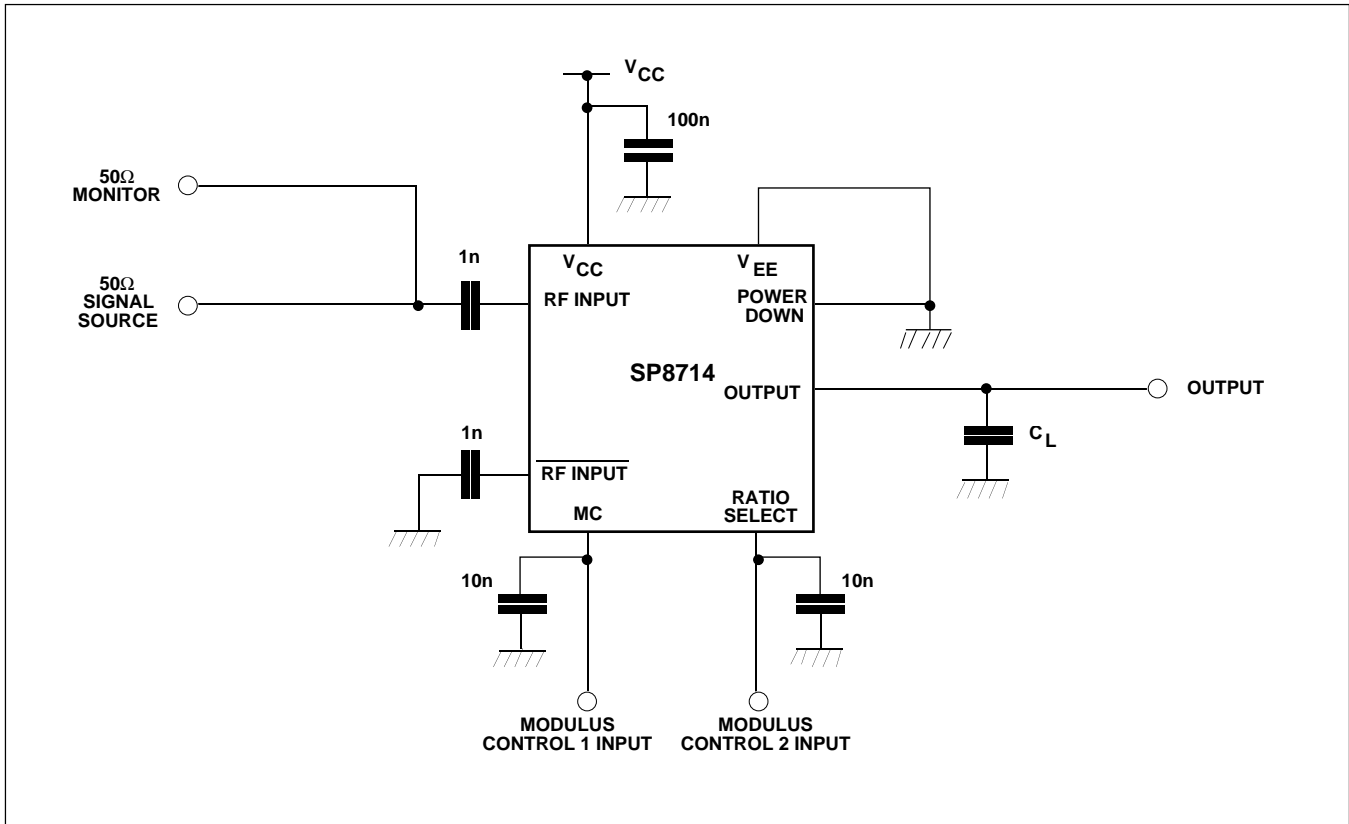 VCC
100n
50Ω
MONITOR
1n
50Ω
SIGNAL
SOURCE
VCC
VEE
RF INPUT
POWER
DOWN
SP8714
OUTPUT
OUTPUT
CL
1n
RF INPUT
RATIO
SELECT
MC
10n
10n
MODULUS
CONTROL 1 INPUT
MODULUS
CONTROL 2 INPUT